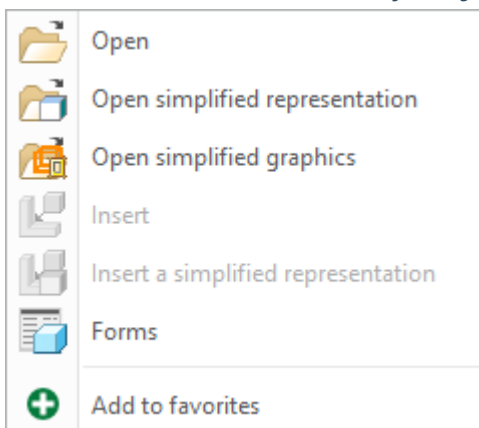 Open
Open simplified representation
Open simplified graphics
Insert
Insert a simplified representation
Forms
Add to favorites